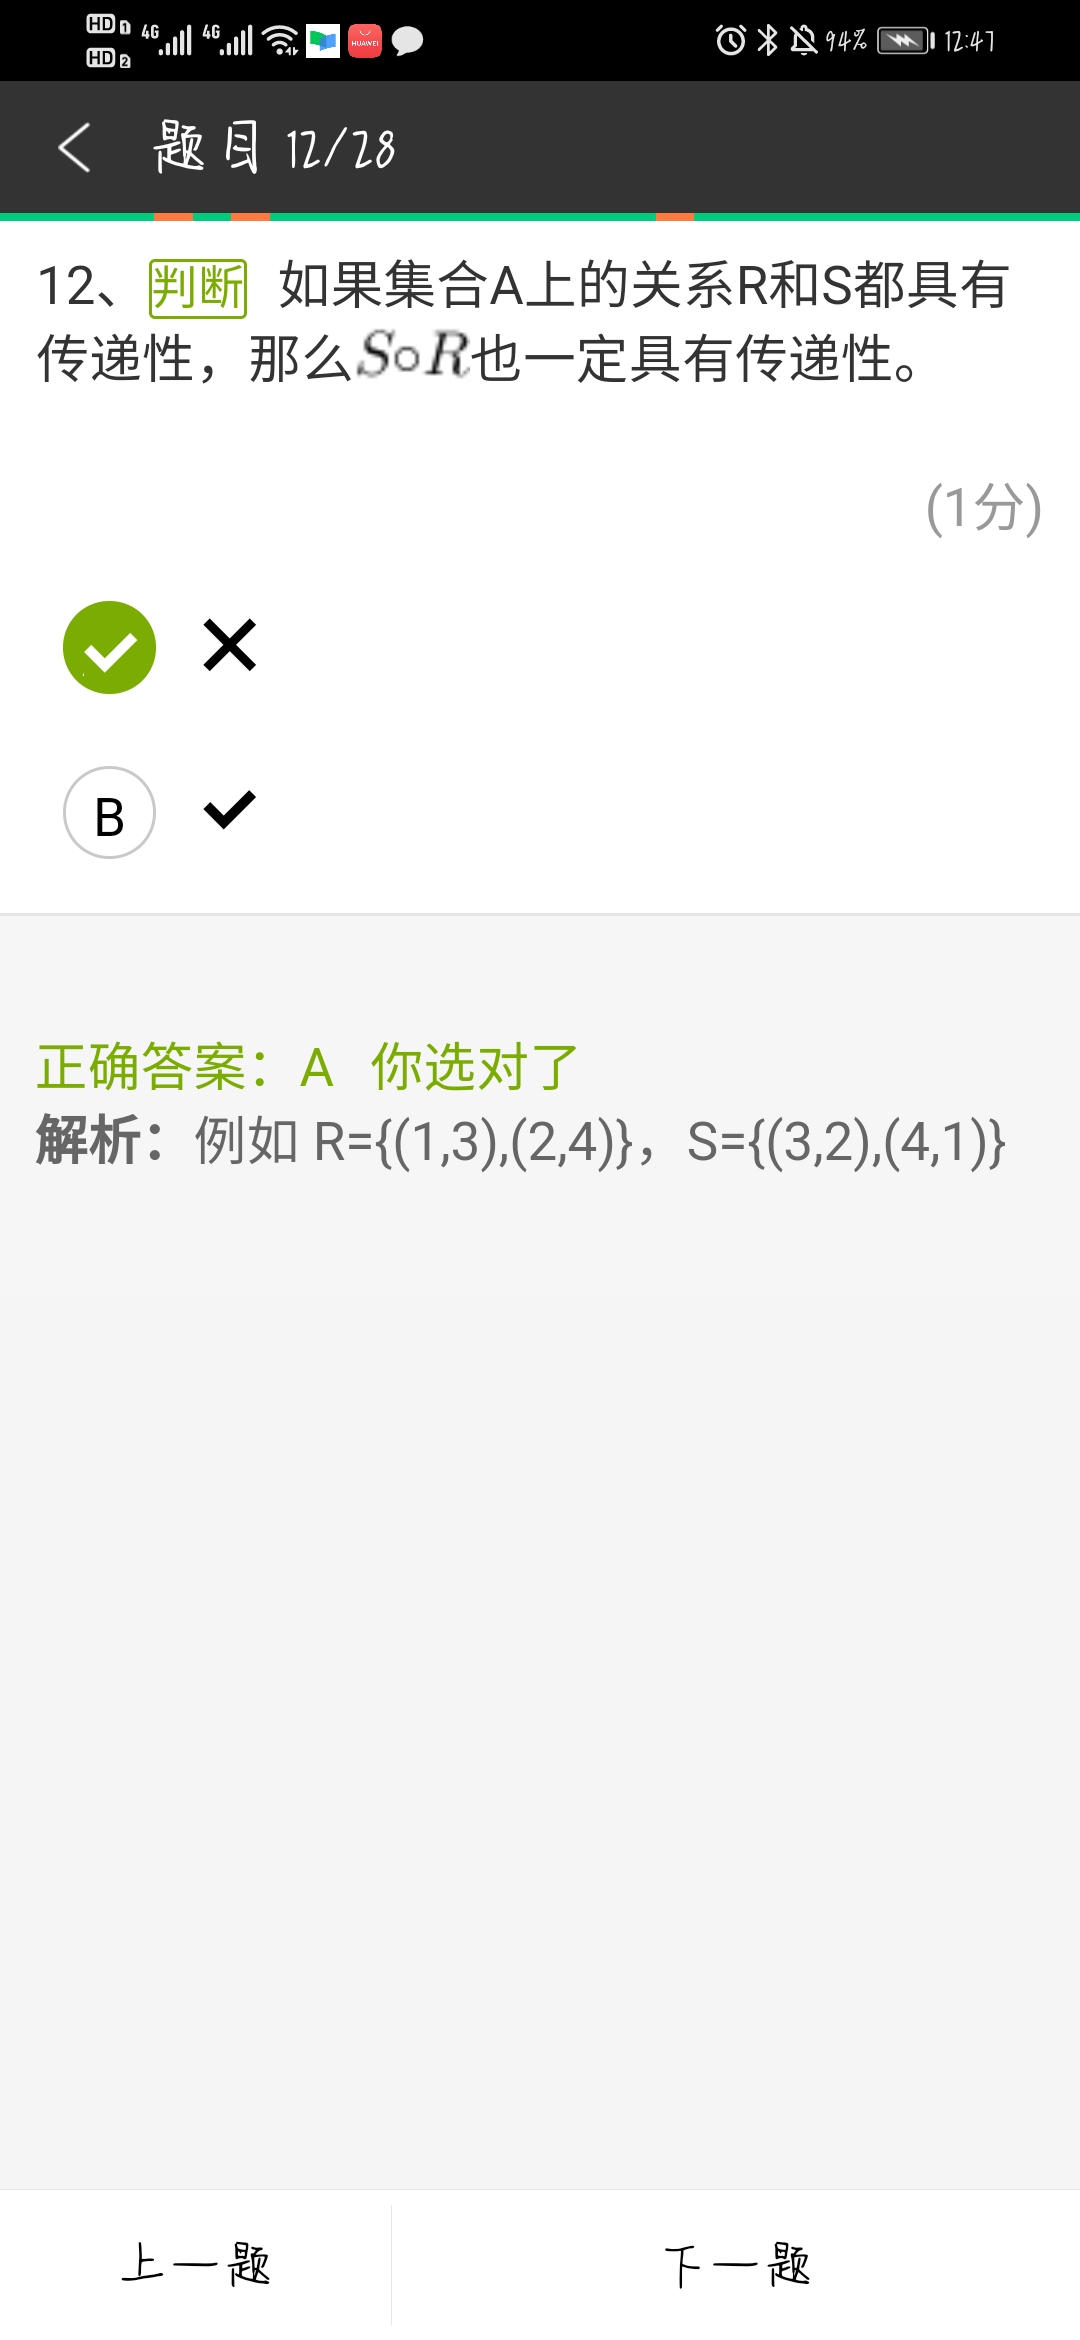 HD 1 4G 4G HUAWEI 94% 12:47
HD 2
题目 12/28
12、判断 如果集合A上的关系R和S都具有
传递性，那么S∘R也一定具有传递性。
(1分)
B
正确答案：A 你选对了
解析：例如 R={(1,3),(2,4)}，S={(3,2),(4,1)}
上一题 下一题